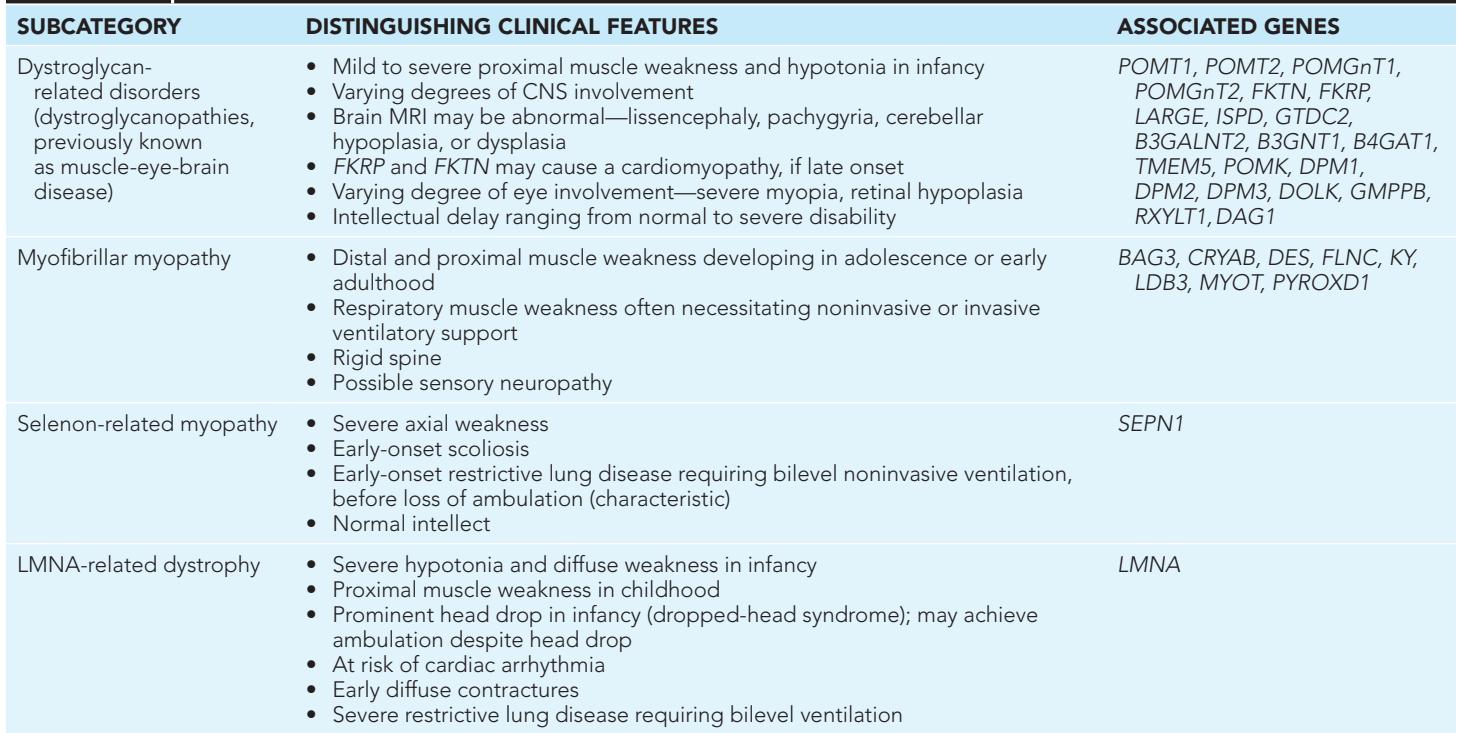 SUBCATEGORY DISTINGUISHING CLINICAL FEATURES ASSOCIATED GENES
Dystroglycan-
related disorders
(dystroglycanopathies,
previously known
as muscle-eye-brain
disease)
• Mild to severe proximal muscle weakness and hypotonia in infancy
• Varying degrees of CNS involvement
• Brain MRI may be abnormal—lissencephaly, pachygyria, cerebellar
hypoplasia, or dysplasia
• FKRP and FKTN may cause a cardiomyopathy, if late onset
• Varying degree of eye involvement—severe myopia, retinal hypoplasia
• Intellectual delay ranging from normal to severe disability
POMT1, POMT2, POMGnT1,
POMGnT2, FKTN, FKRP,
LARGE, ISPD, GTDC2,
B3GALNT2, B3GNT1, B4GAT1,
TMEM5, POMK, DPM1,
DPM2, DPM3, DOLK, GMPPB,
RXYLT1, DAG1
Myofibrillar myopathy
• Distal and proximal muscle weakness developing in adolescence or early
adulthood
• Respiratory muscle weakness often necessitating noninvasive or invasive
ventilatory support
• Rigid spine
• Possible sensory neuropathy
BAG3, CRYAB, DES, FLNC, KY,
LDB3, MYOT, PYROXD1
Selenon-related myopathy
• Severe axial weakness
• Early-onset scoliosis
• Early-onset restrictive lung disease requiring bilevel noninvasive ventilation,
before loss of ambulation (characteristic)
• Normal intellect
SEPN1
LMNA-related dystrophy
• Severe hypotonia and diffuse weakness in infancy
• Proximal muscle weakness in childhood
• Prominent head drop in infancy (dropped-head syndrome); may achieve
ambulation despite head drop
• At risk of cardiac arrhythmia
• Early diffuse contractures
• Severe restrictive lung disease requiring bilevel ventilation
LMNA